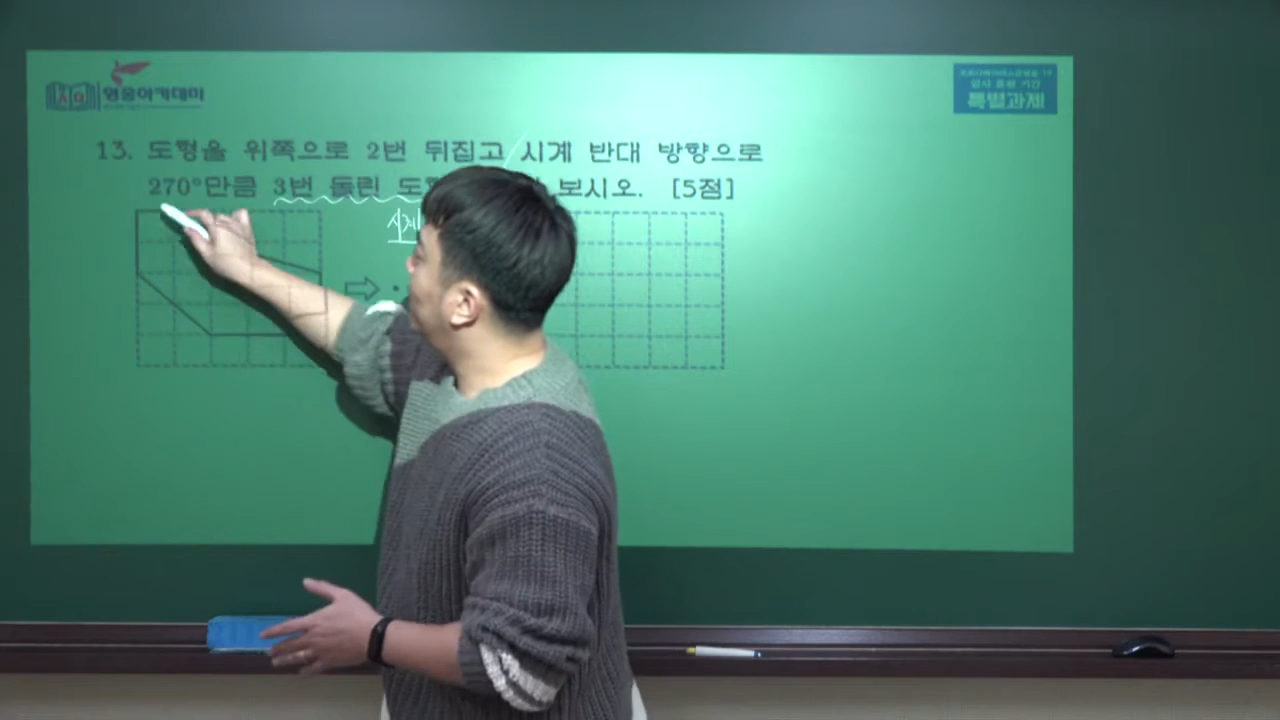 영웅아카데미
특별과제
13. 도형을 위쪽으로 2번 뒤집고 시계 반대 방향으로
270°만큼 3번 돌린 보시오. [5점]
시계